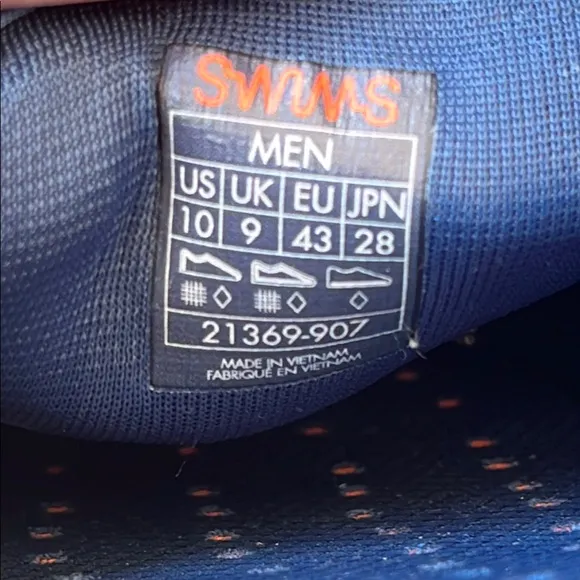 SWIMS
MEN
US UK EU JPN
10 9 43 28
21369-907
MADE IN VIETNAM
FABRIQUÉ EN VIETNAM